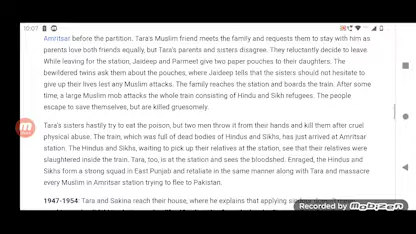 10:07
Amritsar before the partition. Tara's Muslim friend meets the family and requests them to stay with him as
parents love both friends equally, but Tara's parents and sisters disagree. They reluctantly decide to leave.
While leaving for the station, Jaideep and Parmeet give two paper pouches to their daughters. The
bewildered twins ask them about the pouches, where Jaideep tells that the sisters should not hesitate to
give up their lives lest any Muslim attacks. The family reaches the station and boards the train. After some
time, a large Muslim mob attacks the whole train consisting of Hindu and Sikh refugees. The people
escape to save themselves, but are killed gruesomely.
Tara's sisters hastily try to eat the poison, but two men throw it from their hands and kill them after cruel
physical abuse. The train, which was full of dead bodies of Hindus and Sikhs, has just arrived at Amritsar
station. The Hindus and Sikhs, waiting to pick up their relatives at the station, see that their relatives were
slaughtered inside the train. Tara, too, is at the station and sees the bloodshed. Enraged, the Hindus and
Sikhs form a strong squad in East Punjab and retaliate in the same manner along with Tara and massacre
every Muslim in Amritsar station trying to flee to Pakistan.
1947-1954: Tara and Sakina reach their house, where he explains that applying
Recorded by Mobizen